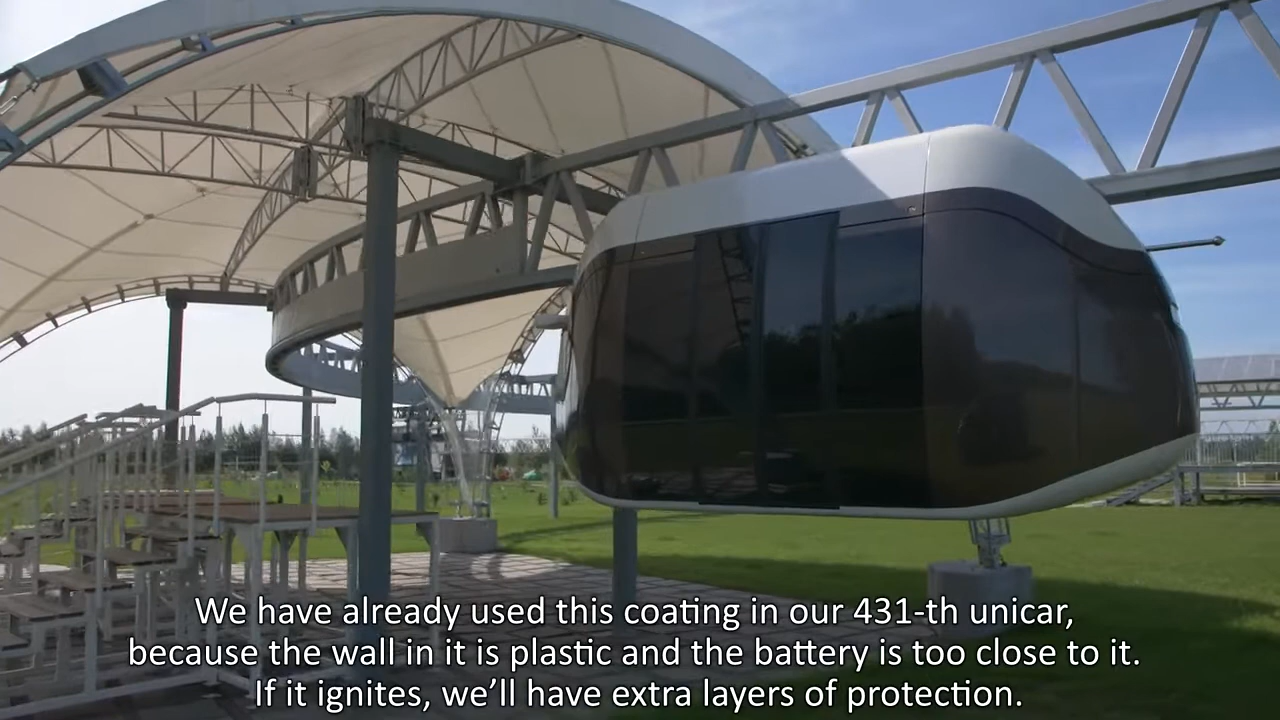 We have already used this coating in our 431-th unicar,
because the wall in it is plastic and the battery is too close to it.
If it ignites, we’ll have extra layers of protection.